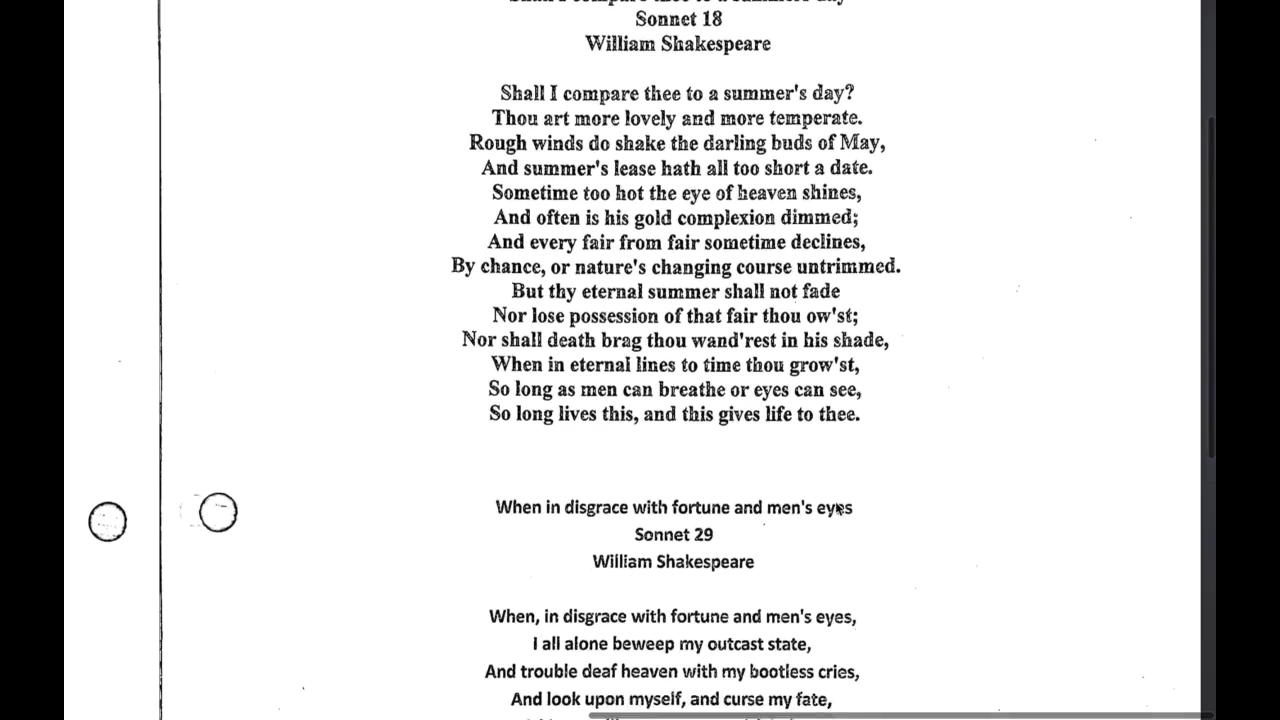 Sonnet 18
William Shakespeare
Shall I compare thee to a summer's day?
Thou art more lovely and more temperate.
Rough winds do shake the darling buds of May,
And summer's lease hath all too short a date.
Sometime too hot the eye of heaven shines,
And often is his gold complexion dimmed;
And every fair from fair sometime declines,
By chance, or nature's changing course untrimmed.
But thy eternal summer shall not fade
Nor lose possession of that fair thou ow'st;
Nor shall death brag thou wand'rest in his shade,
When in eternal lines to time thou grow'st,
So long as men can breathe or eyes can see,
So long lives this, and this gives life to thee.
When in disgrace with fortune and men's eyes
Sonnet 29
William Shakespeare
When, in disgrace with fortune and men's eyes,
I all alone beweep my outcast state,
And trouble deaf heaven with my bootless cries,
And look upon myself, and curse my fate,